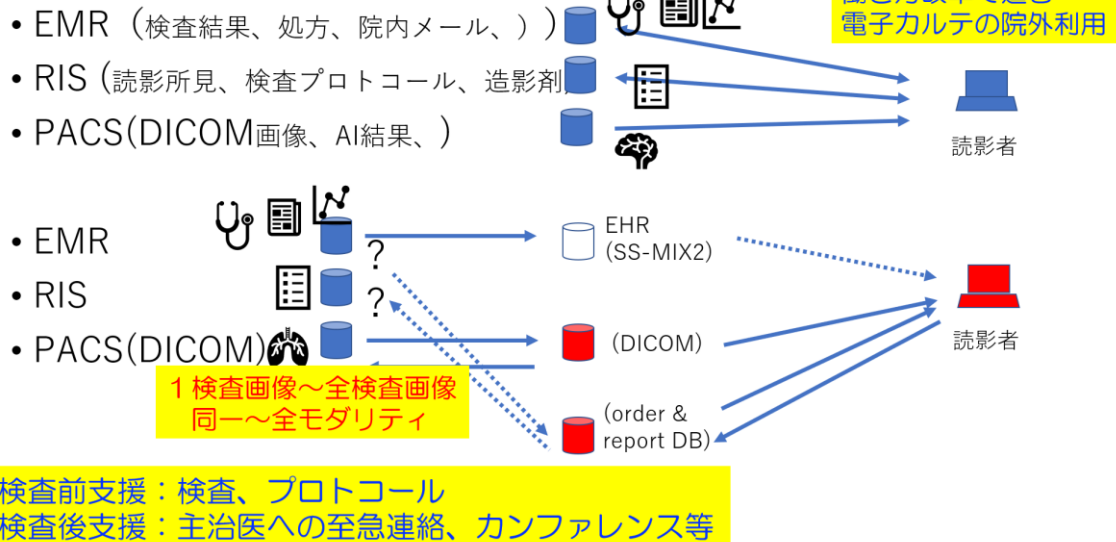 電子カルテの院外利用
• EMR（検査結果、処方、院内メール、））
• RIS (読影所見、検査プロトコール、造影剤
• PACS(DICOM画像、AI結果、)
読影者
• EMR
?
EHR
(SS-MIX2)
• RIS
?
• PACS(DICOM)
(DICOM)
読影者
１検査画像～全検査画像
同一～全モダリティ
(order &
report DB)
検査前支援：検査、プロトコール
検査後支援：主治医への至急連絡、カンファレンス等